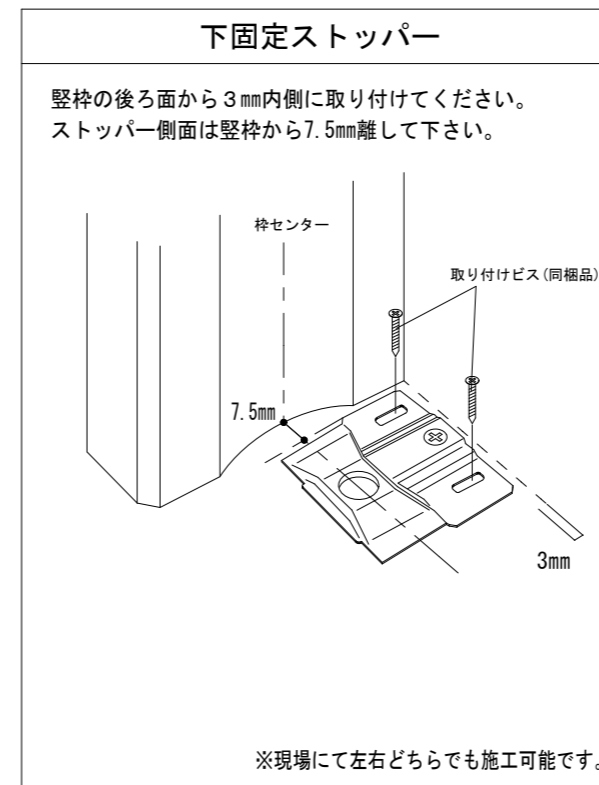 下固定ストッパー
竪枠の後ろ面から３㎜内側に取り付けてください。
ストッパー側面は竪枠から7.5㎜離して下さい。
枠センター
取り付けビス(同梱品)
7.5㎜
3㎜
※現場にて左右どちらでも施工可能です。